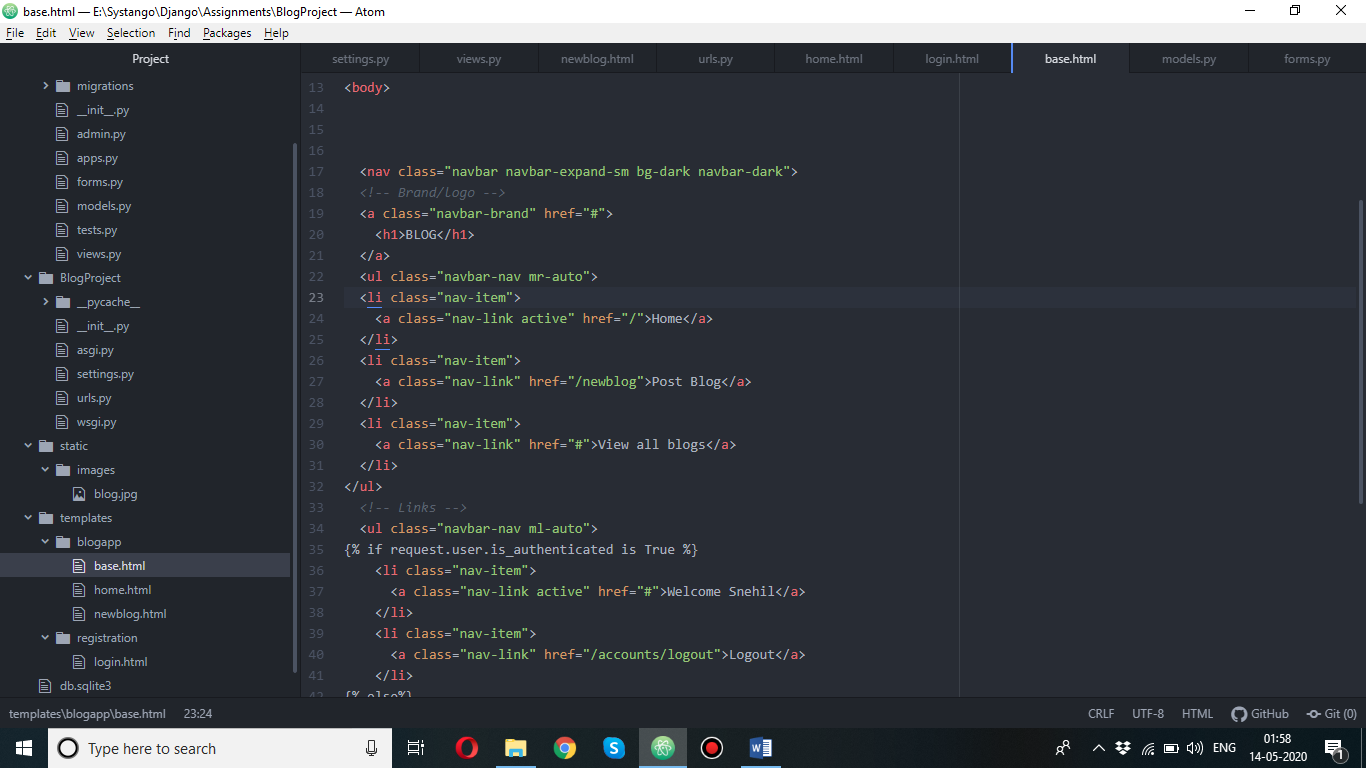 base.html — E:\Systango\Django\Assignments\BlogProject — Atom
File Edit View Selection Find Packages Help
Project
settings.py views.py newblog.html urls.py home.html login.html base.html models.py forms.py
migrations
__init__.py
admin.py
apps.py
forms.py
models.py
tests.py
views.py
BlogProject
__pycache__
__init__.py
asgi.py
settings.py
urls.py
wsgi.py
static
images
blog.jpg
templates
blogapp
base.html
home.html
newblog.html
registration
login.html
db.sqlite3
13 <body>
14
15
16
17 <nav class="navbar navbar-expand-sm bg-dark navbar-dark">
18 <!-- Brand/logo -->
19 <a class="navbar-brand" href="#">
20 <h1>BLOG</h1>
21 </a>
22 <ul class="navbar-nav mr-auto">
23 <li class="nav-item">
24 <a class="nav-link active" href="/">Home</a>
25 </li>
26 <li class="nav-item">
27 <a class="nav-link" href="/newblog">Post Blog</a>
28 </li>
29 <li class="nav-item">
30 <a class="nav-link" href="#">View all blogs</a>
31 </li>
32 </ul>
33 <!-- Links -->
34 <ul class="navbar-nav ml-auto">
35 {% if request.user.is_authenticated is True %}
36 <li class="nav-item">
37 <a class="nav-link active" href="#">Welcome Snehil</a>
38 </li>
39 <li class="nav-item">
40 <a class="nav-link" href="/accounts/logout">Logout</a>
41 </li>
42 {% else%}
templates\blogapp\base.html 23:24 CRLF UTF-8 HTML GitHub Git (0)
Type here to search
ENG
01:58
14-05-2020
1